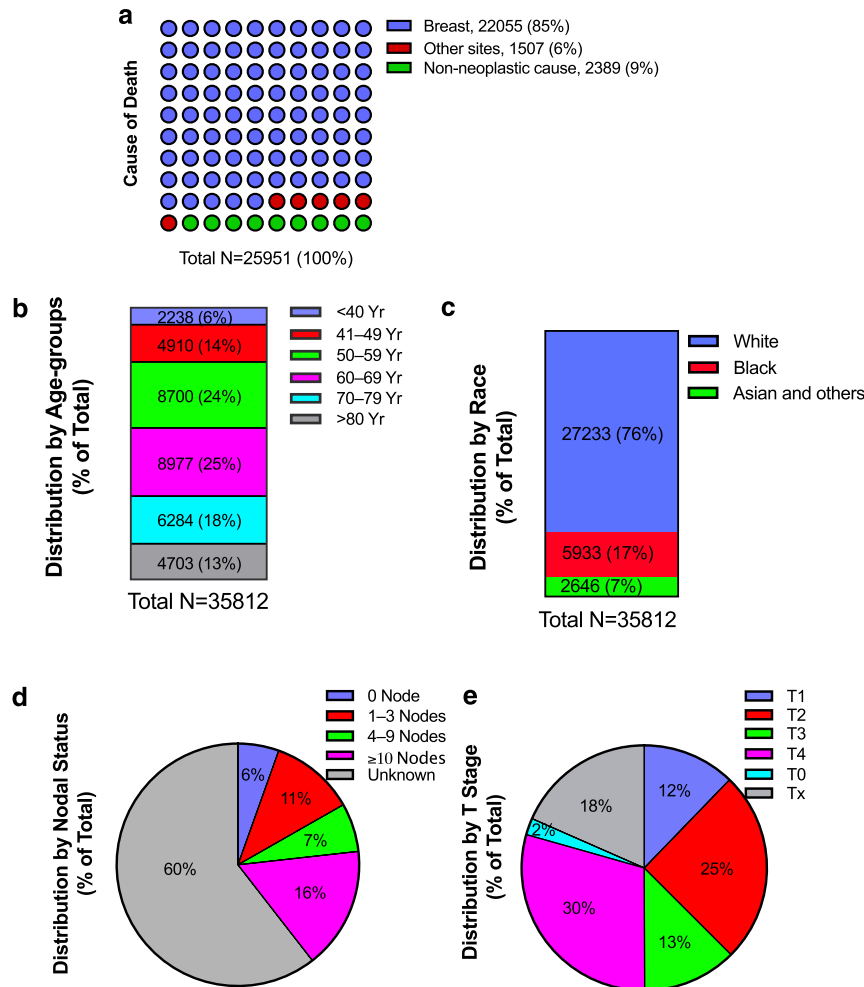 a
Cause of Death
Breast, 22055 (85%)
Other sites, 1507 (6%)
Non-neoplastic cause, 2389 (9%)
Total N=25951 (100%)
b
Distribution by Age-groups
(% of Total)
2238 (6%)
4910 (14%)
8700 (24%)
8977 (25%)
6284 (18%)
4703 (13%)
Total N=35812
<40 Yr
41–49 Yr
50–59 Yr
60–69 Yr
70–79 Yr
>80 Yr
c
Distribution by Race
(% of Total)
27233 (76%)
5933 (17%)
2646 (7%)
Total N=35812
White
Black
Asian and others
d
Distribution by Nodal Status
(% of Total)
0 Node
1–3 Nodes
4–9 Nodes
≥10 Nodes
Unknown
6%
11%
7%
16%
60%
e
Distribution by T Stage
(% of Total)
T1
T2
T3
T4
T0
Tx
12%
25%
13%
30%
2%
18%